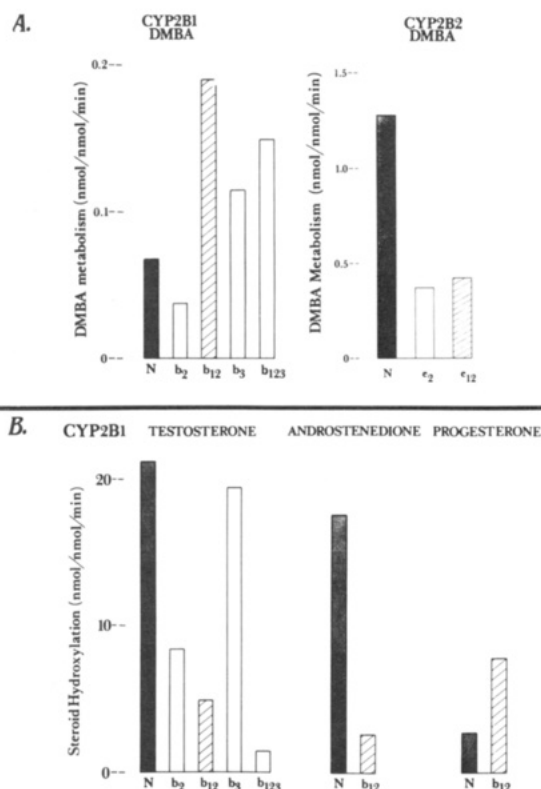 A.
CYP2B1
DMBA
CYP2B2
DMBA
DMBA metabolism (nmol/nmol/min)
0.2
0.1
0
N b2 b12 b3 b123
DMBA Metabolism (nmol/nmol/min)
1.5
1.0
0.5
0
N e2 e12
B.
CYP2B1 TESTOSTERONE ANDROSTENEDIONE PROGESTERONE
Steroid Hydroxylation (nmol/nmol/min)
20
10
0
N b2 b12 b3 b123 N b12 N b12